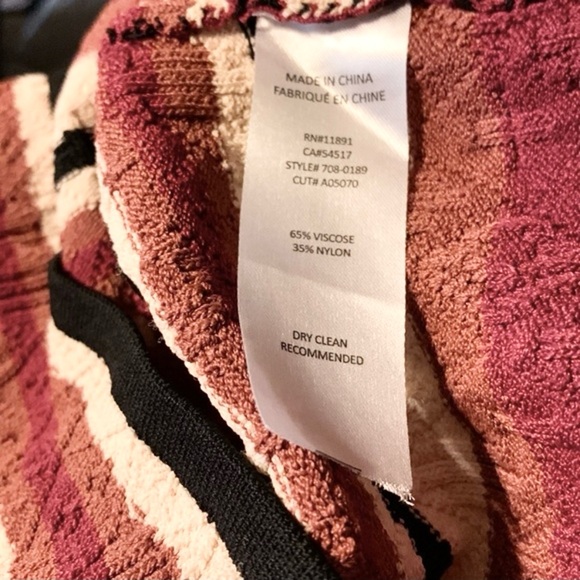 MADE IN CHINA
FABRIQUÉ EN CHINE
RN#11891
CA#54517
STYLE# 708-0189
CUT# A05070
65% VISCOSE
35% NYLON
DRY CLEAN
RECOMMENDED